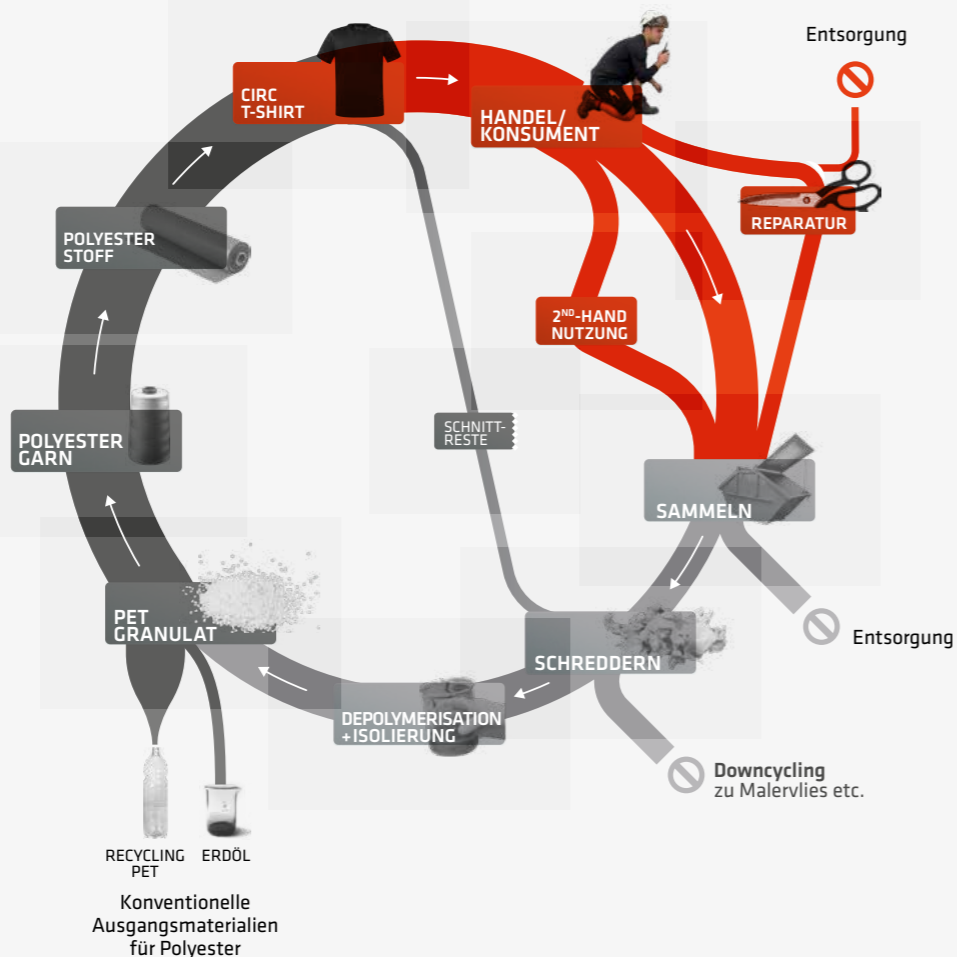 Entsorgung
CIRC
T-SHIRT
HANDEL/
KONSUMENT
REPARATUR
POLYESTER
STOFF
2ND-HAND
NUTZUNG
SCHNITT-
RESTE
POLYESTER
GARN
SAMMELN
PET
GRANULAT
Entsorgung
SCHREDDERN
DEPOLYMERISATION
+ISOLIERUNG
Downcycling
zu Malervlies etc.
RECYCLING
PET
ERDÖL
Konventionelle
Ausgangsmaterialien
für Polyester